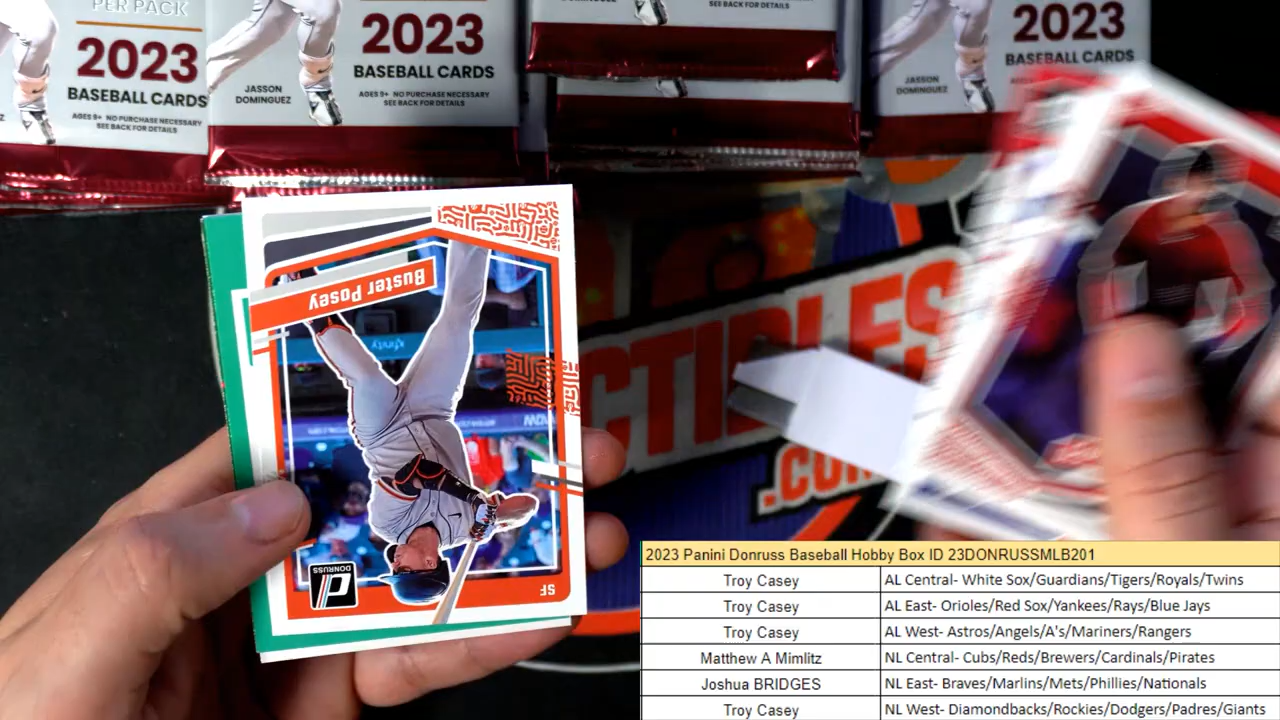 PER PACK
2023
BASEBALL CARDS
AGES 9+ NO PURCHASE NECESSARY
SEE BACK FOR DETAILS
JASSON
DOMINGUEZ
2023
BASEBALL CARDS
AGES 9+ NO PURCHASE NECESSARY
SEE BACK FOR DETAILS
DOMINGUEZ
SEE BACK FOR DETAILS
JASSON
DOMINGUEZ
2023
BASEBALL CARDS
Buster Posey
xfinity
NOW
DONRUSS
SF
CTIBLES
.COM
2023 Panini Donruss Baseball Hobby Box ID 23DONRUSSMLB201
Troy Casey AL Central- White Sox/Guardians/Tigers/Royals/Twins
Troy Casey AL East- Orioles/Red Sox/Yankees/Rays/Blue Jays
Troy Casey AL West- Astros/Angels/A's/Mariners/Rangers
Matthew A Mimlitz NL Central- Cubs/Reds/Brewers/Cardinals/Pirates
Joshua BRIDGES NL East- Braves/Marlins/Mets/Phillies/Nationals
Troy Casey NL West- Diamondbacks/Rockies/Dodgers/Padres/Giants